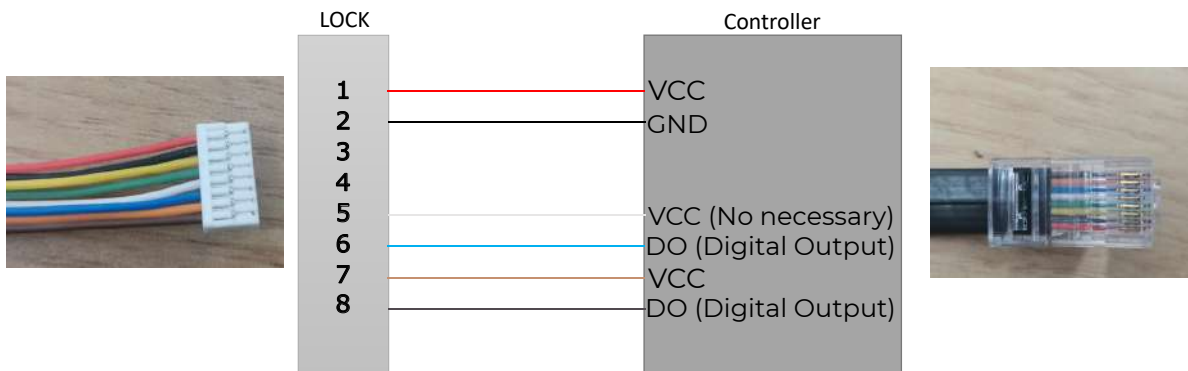 LOCK
Controller
1
VCC
2
GND
3
4
5
VCC (No necessary)
6
DO (Digital Output)
7
VCC
8
DO (Digital Output)